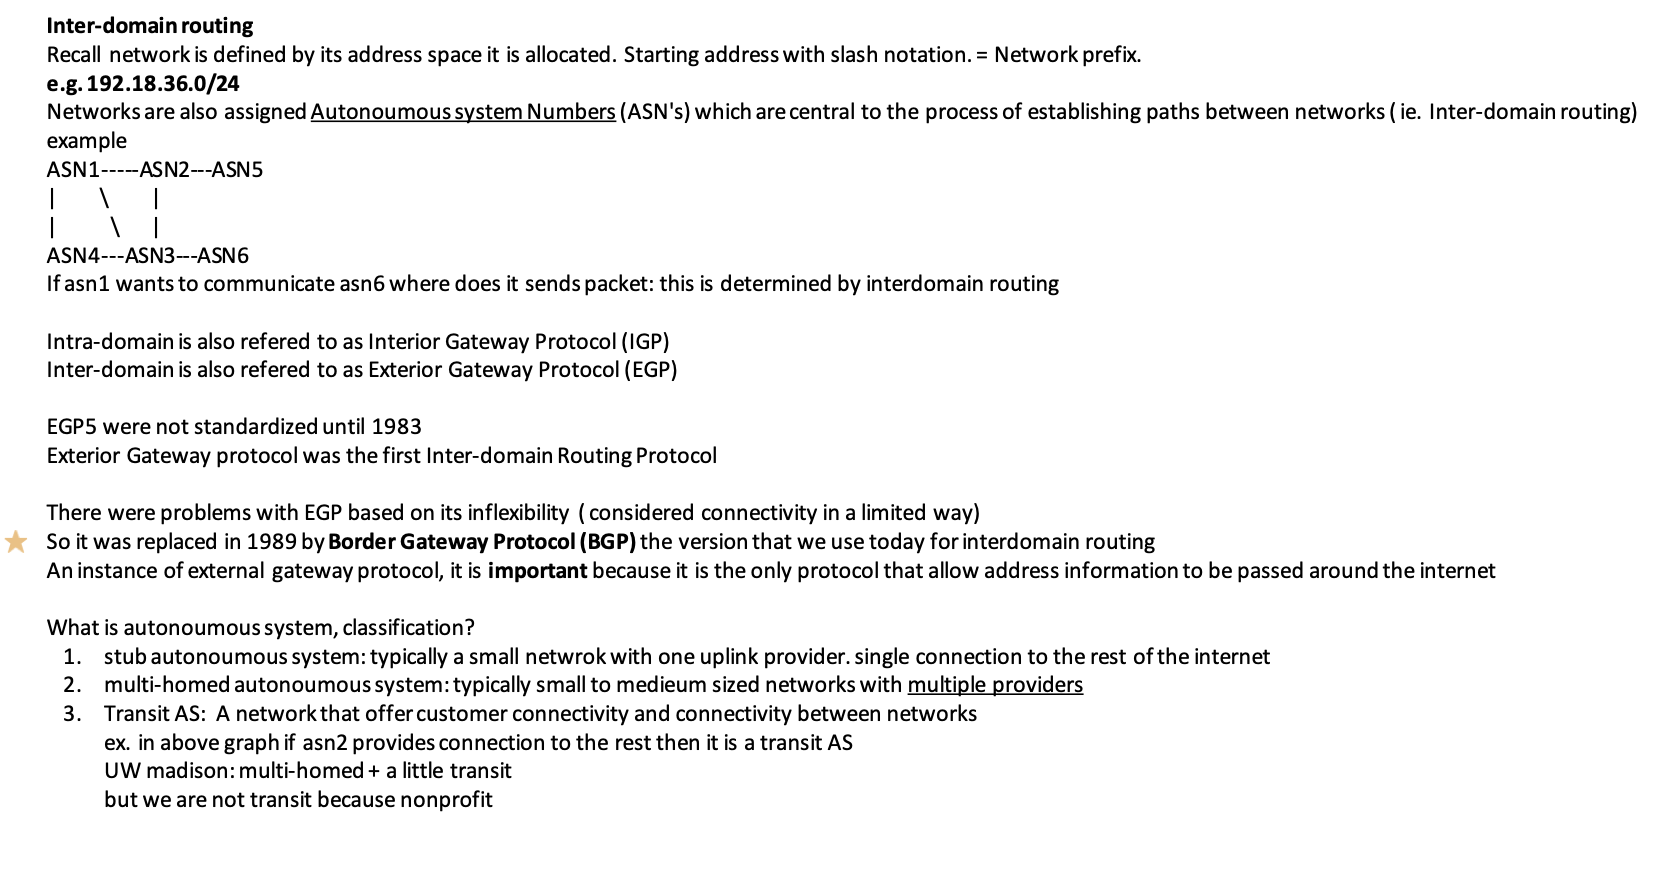 Inter-domain routing
Recall network is defined by its address space it is allocated. Starting address with slash notation. = Network prefix.
e.g. 192.18.36.0/24
Networks are also assigned Autonoumous system Numbers (ASN's) which are central to the process of establishing paths between networks ( ie. Inter-domain routing)
example
ASN1-----ASN2---ASN5
|      \      |
|       \     |
ASN4---ASN3---ASN6
If asn1 wants to communicate asn6 where does it sends packet: this is determined by interdomain routing
Intra-domain is also refered to as Interior Gateway Protocol (IGP)
Inter-domain is also refered to as Exterior Gateway Protocol (EGP)
EGP5 were not standardized until 1983
Exterior Gateway protocol was the first Inter-domain Routing Protocol
There were problems with EGP based on its inflexibility ( considered connectivity in a limited way)
So it was replaced in 1989 by Border Gateway Protocol (BGP) the version that we use today for interdomain routing
An instance of external gateway protocol, it is important because it is the only protocol that allow address information to be passed around the internet
What is autonoumous system, classification?
1. stub autonoumous system: typically a small netwrok with one uplink provider. single connection to the rest of the internet
2. multi-homed autonoumous system: typically small to medieum sized networks with multiple providers
3. Transit AS: A network that offer customer connectivity and connectivity between networks
ex. in above graph if asn2 provides connection to the rest then it is a transit AS
UW madison: multi-homed + a little transit
but we are not transit because nonprofit